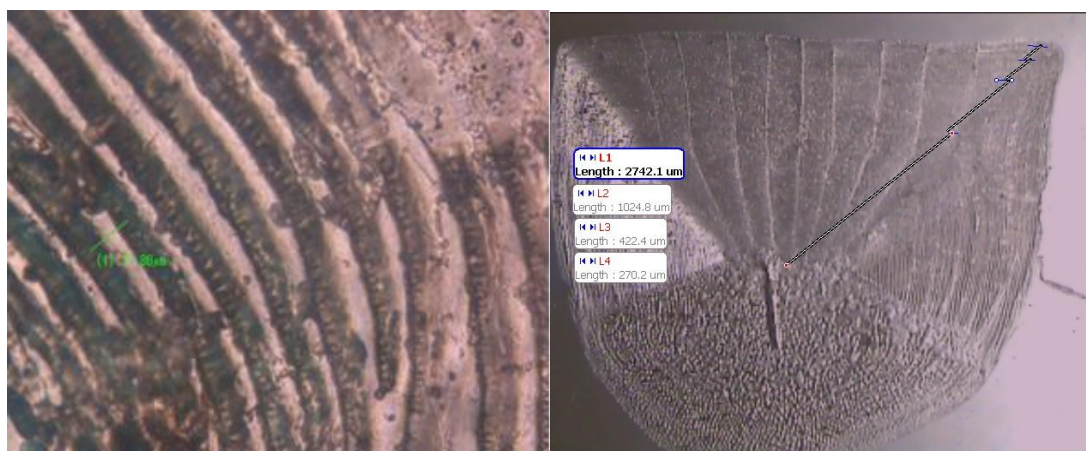 (1)
L1
Length : 2742.1 um
L2
Length : 1024.8 um
L3
Length : 422.4 um
L4
Length : 270.2 um